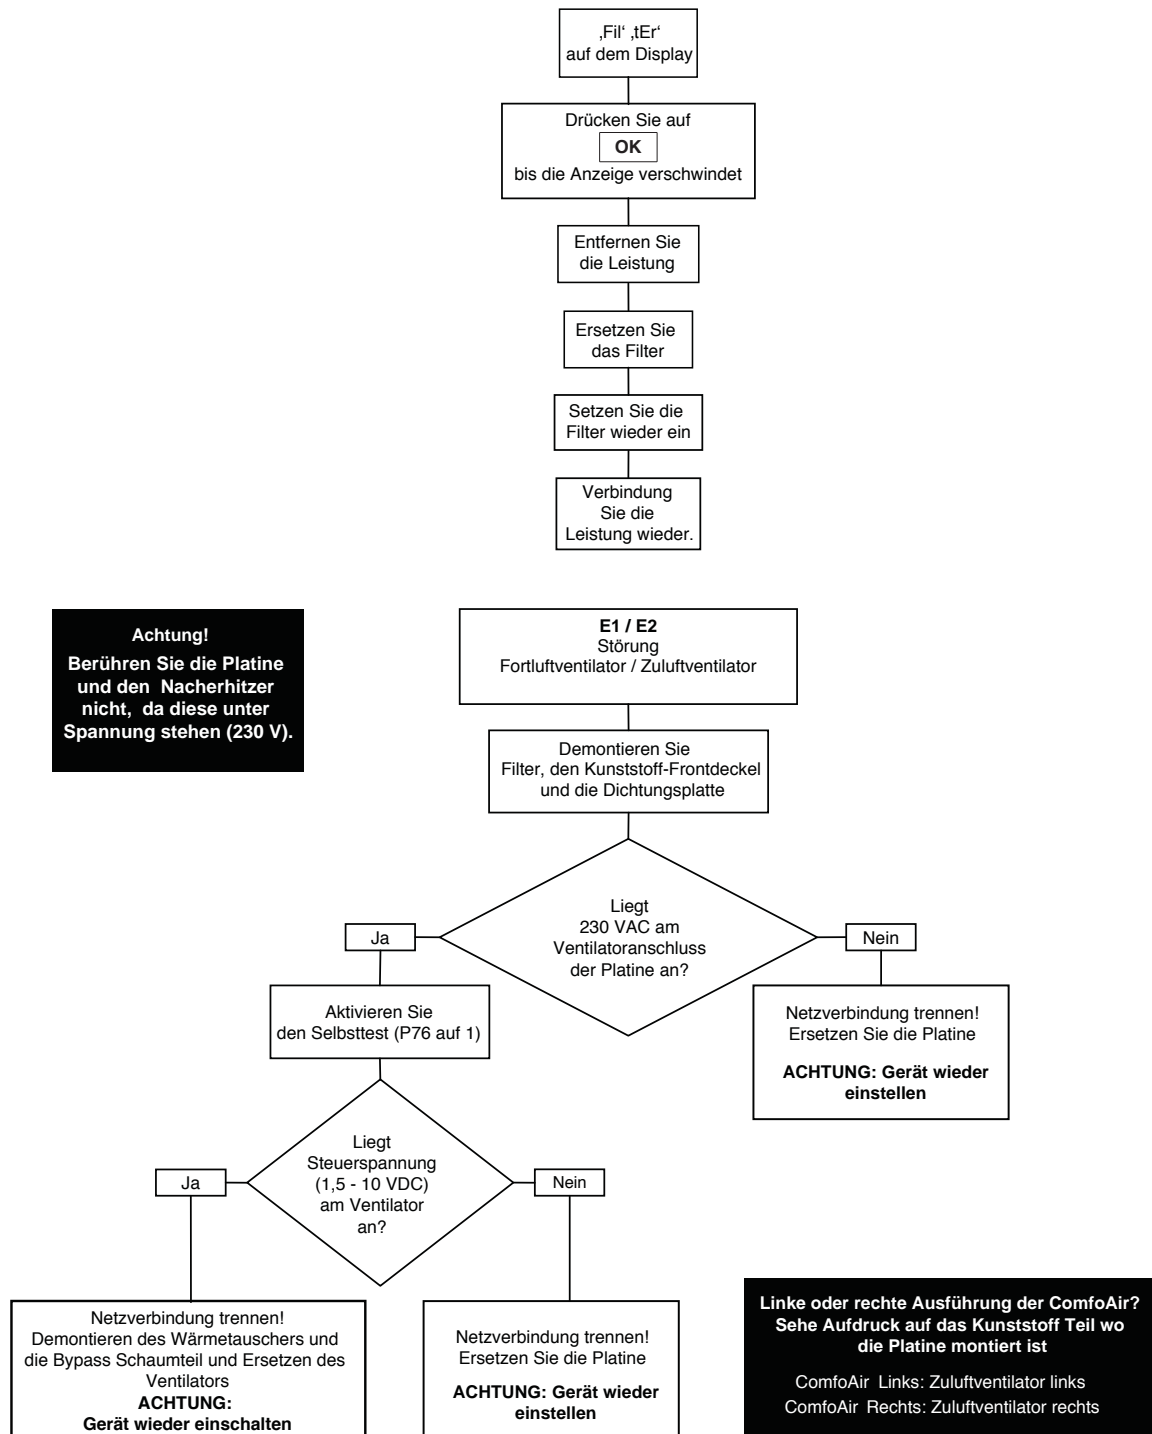 ‚Fil‘ ‚tEr‘
auf dem Display
Drücken Sie auf
OK
bis die Anzeige verschwindet
Entfernen Sie
die Leistung
Ersetzen Sie
das Filter
Setzen Sie die
Filter wieder ein
Verbindung
Sie die
Leistung wieder.
Achtung!
Berühren Sie die Platine
und den Nacherhitzer
nicht, da diese unter
Spannung stehen (230 V).
E1 / E2
Störung
Fortluftventilator / Zuluftventilator
Demontieren Sie
Filter, den Kunststoff-Frontdeckel
und die Dichtungsplatte
Liegt
230 VAC am
Ventilatoranschluss
der Platine an?
Ja
Nein
Aktivieren Sie
den Selbsttest (P76 auf 1)
Netzverbindung trennen!
Ersetzen Sie die Platine
ACHTUNG: Gerät wieder
einstellen
Liegt
Steuerspannung
(1,5 - 10 VDC)
am Ventilator
an?
Ja
Nein
Netzverbindung trennen!
Demontieren des Wärmetauschers und
die Bypass Schaumteil und Ersetzen des
Ventilators
ACHTUNG:
Gerät wieder einschalten
Netzverbindung trennen!
Ersetzen Sie die Platine
ACHTUNG: Gerät wieder
einstellen
Linke oder rechte Ausführung der ComfoAir?
Sehe Aufdruck auf das Kunststoff Teil wo
die Platine montiert ist
ComfoAir Links: Zuluftventilator links
ComfoAir Rechts: Zuluftventilator rechts